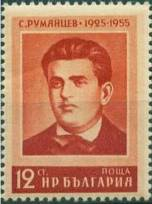 С. РУМЯНЦЕВ · 1925-1955
12 СТ. ПОЩА
НР БЪЛГАРИЯ